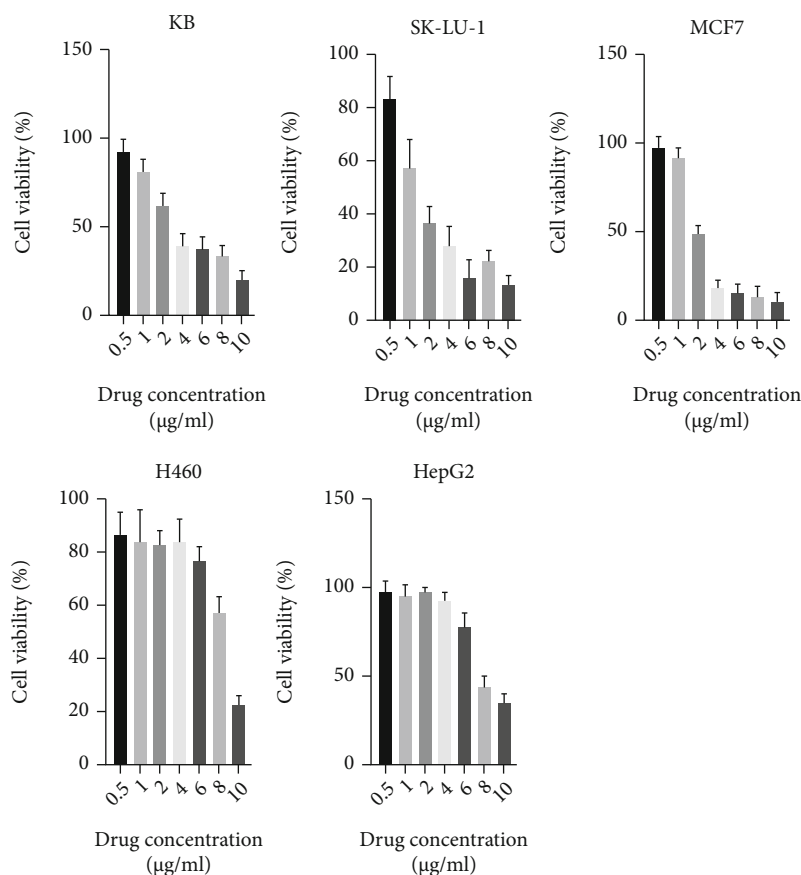 KB
150
100
50
0
Cell viability (%)
0.5
1
2
4
6
8
10
Drug concentration
(µg/ml)
SK-LU-1
100
80
60
40
20
0
Cell viability (%)
0.5
1
2
4
6
8
10
Drug concentration
(µg/ml)
MCF7
150
100
50
0
Cell viability (%)
0.5
1
2
4
6
8
10
Drug concentration
(µg/ml)
H460
100
80
60
40
20
0
Cell viability (%)
0.5
1
2
4
6
8
10
Drug concentration
(µg/ml)
HepG2
150
100
50
0
Cell viability (%)
0.5
1
2
4
6
8
10
Drug concentration
(µg/ml)